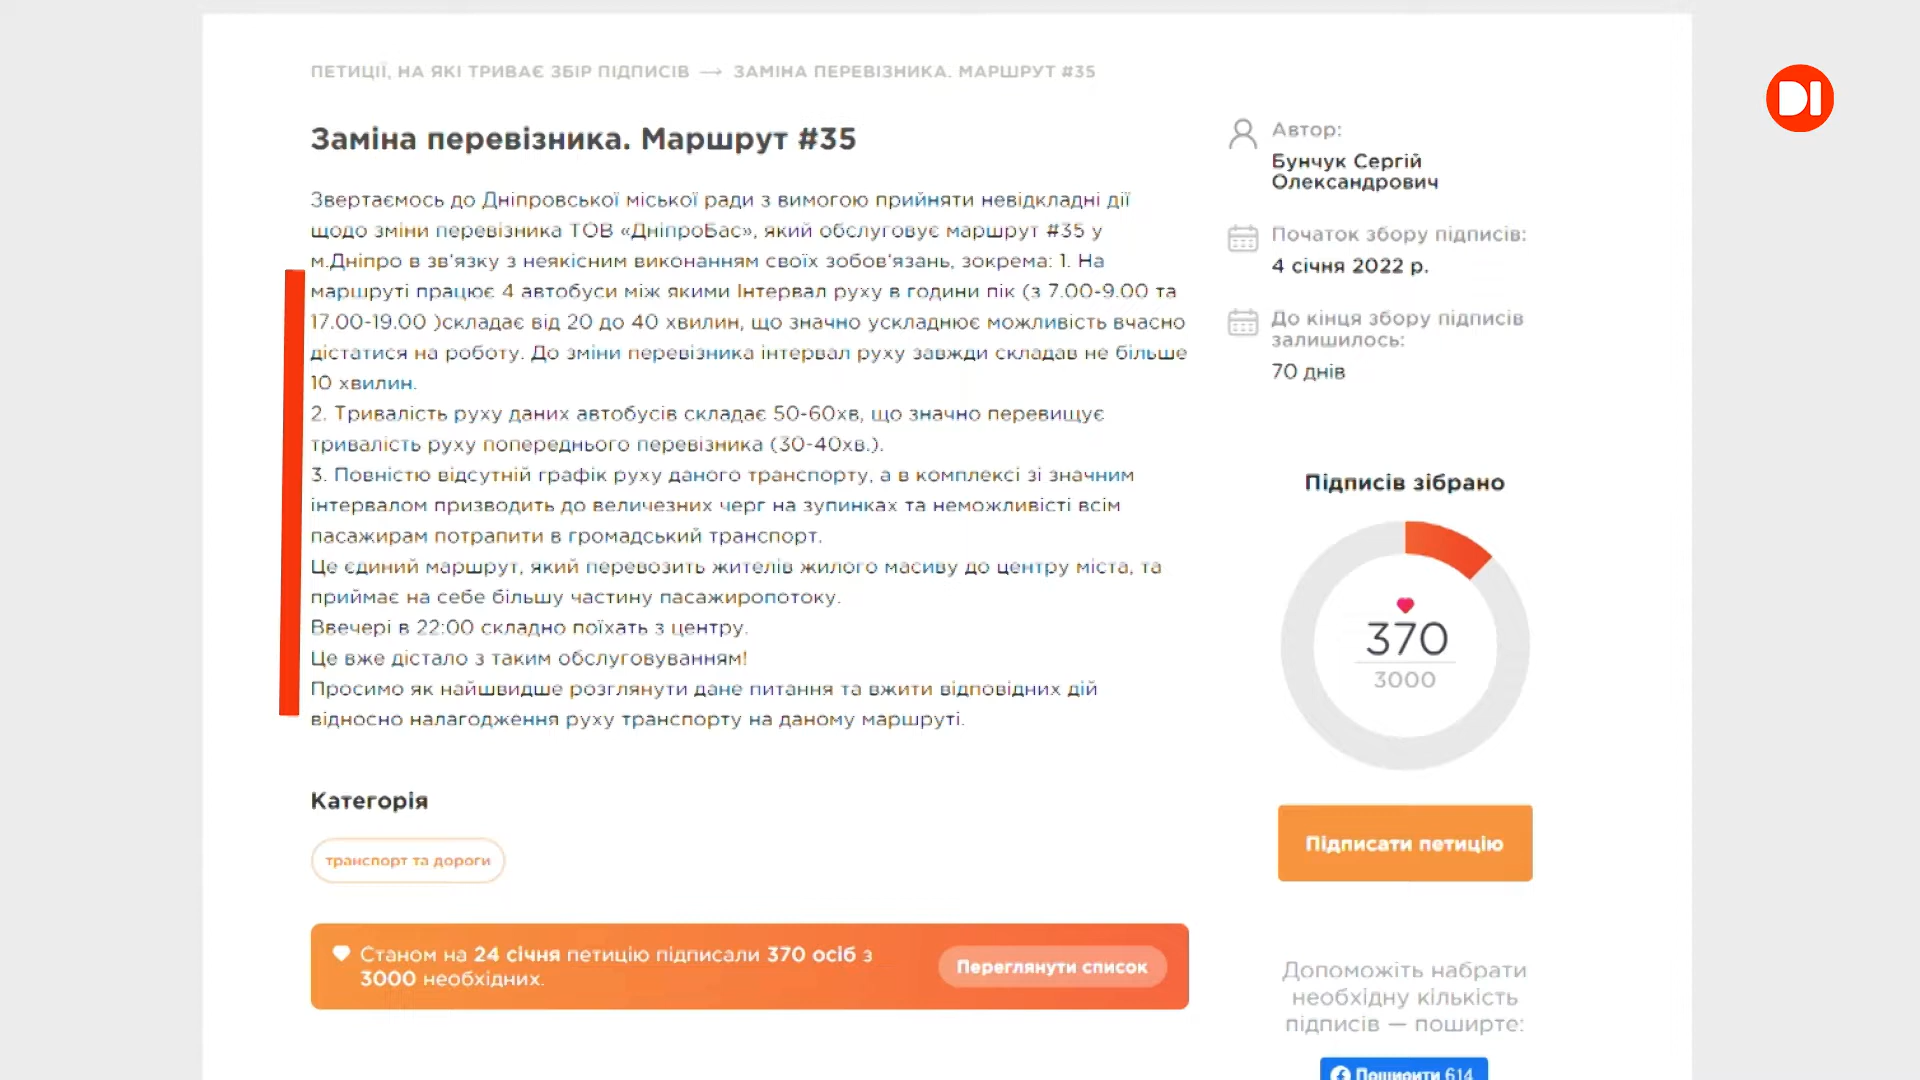 ПЕТИЦІЇ, НА ЯКІ ТРИВАЄ ЗБІР ПІДПИСІВ → ЗАМІНА ПЕРЕВІЗНИКА. МАРШРУТ #35
DI
Заміна перевізника. Маршрут #35
Звертаємось до Дніпровської міської ради з вимогою прийняти невідкладні дії
щодо зміни перевізника ТОВ «ДніпроБас», який обслуговує маршрут #35 у
м.Дніпро в зв'язку з неякісним виконанням своїх зобов'язань, зокрема: 1. На
маршруті працює 4 автобуси між якими Інтервал руху в години пік (з 7.00-9.00 та
17.00-19.00 )складає від 20 до 40 хвилин, що значно ускладнює можливість вчасно
дістатися на роботу. До зміни перевізника інтервал руху завжди складав не більше
10 хвилин.
2. Тривалість руху даних автобусів складає 50-60хв, що значно перевищує
тривалість руху попереднього перевізника (30-40хв.).
3. Повністю відсутній графік руху даного транспорту, а в комплексі зі значним
інтервалом призводить до величезних черг на зупинках та неможливісті всім
пасажирам потрапити в громадський транспорт.
Це єдиний маршрут, який перевозить жителів жилого масиву до центру міста, та
приймає на себе більшу частину пасажиропотоку.
Ввечері в 22:00 складно поїхать з центру.
Це вже дістало з таким обслуговуванням!
Просимо як найшвидше розглянути дане питання та вжити відповідних дій
відносно налагодження руху транспорту на даному маршруті.
Категорія
транспорт та дороги
Станом на 24 січня петицію підписали 370 осіб з
3000 необхідних.
Переглянути список
Автор:
Бунчук Сергій
Олександрович
Початок збору підписів:
4 січня 2022 р.
До кінця збору підписів
залишилось:
70 днів
Підписів зібрано
370
3000
Підписати петицію
Допоможіть набрати
необхідну кількість
підписів — поширте:
Поширити 614